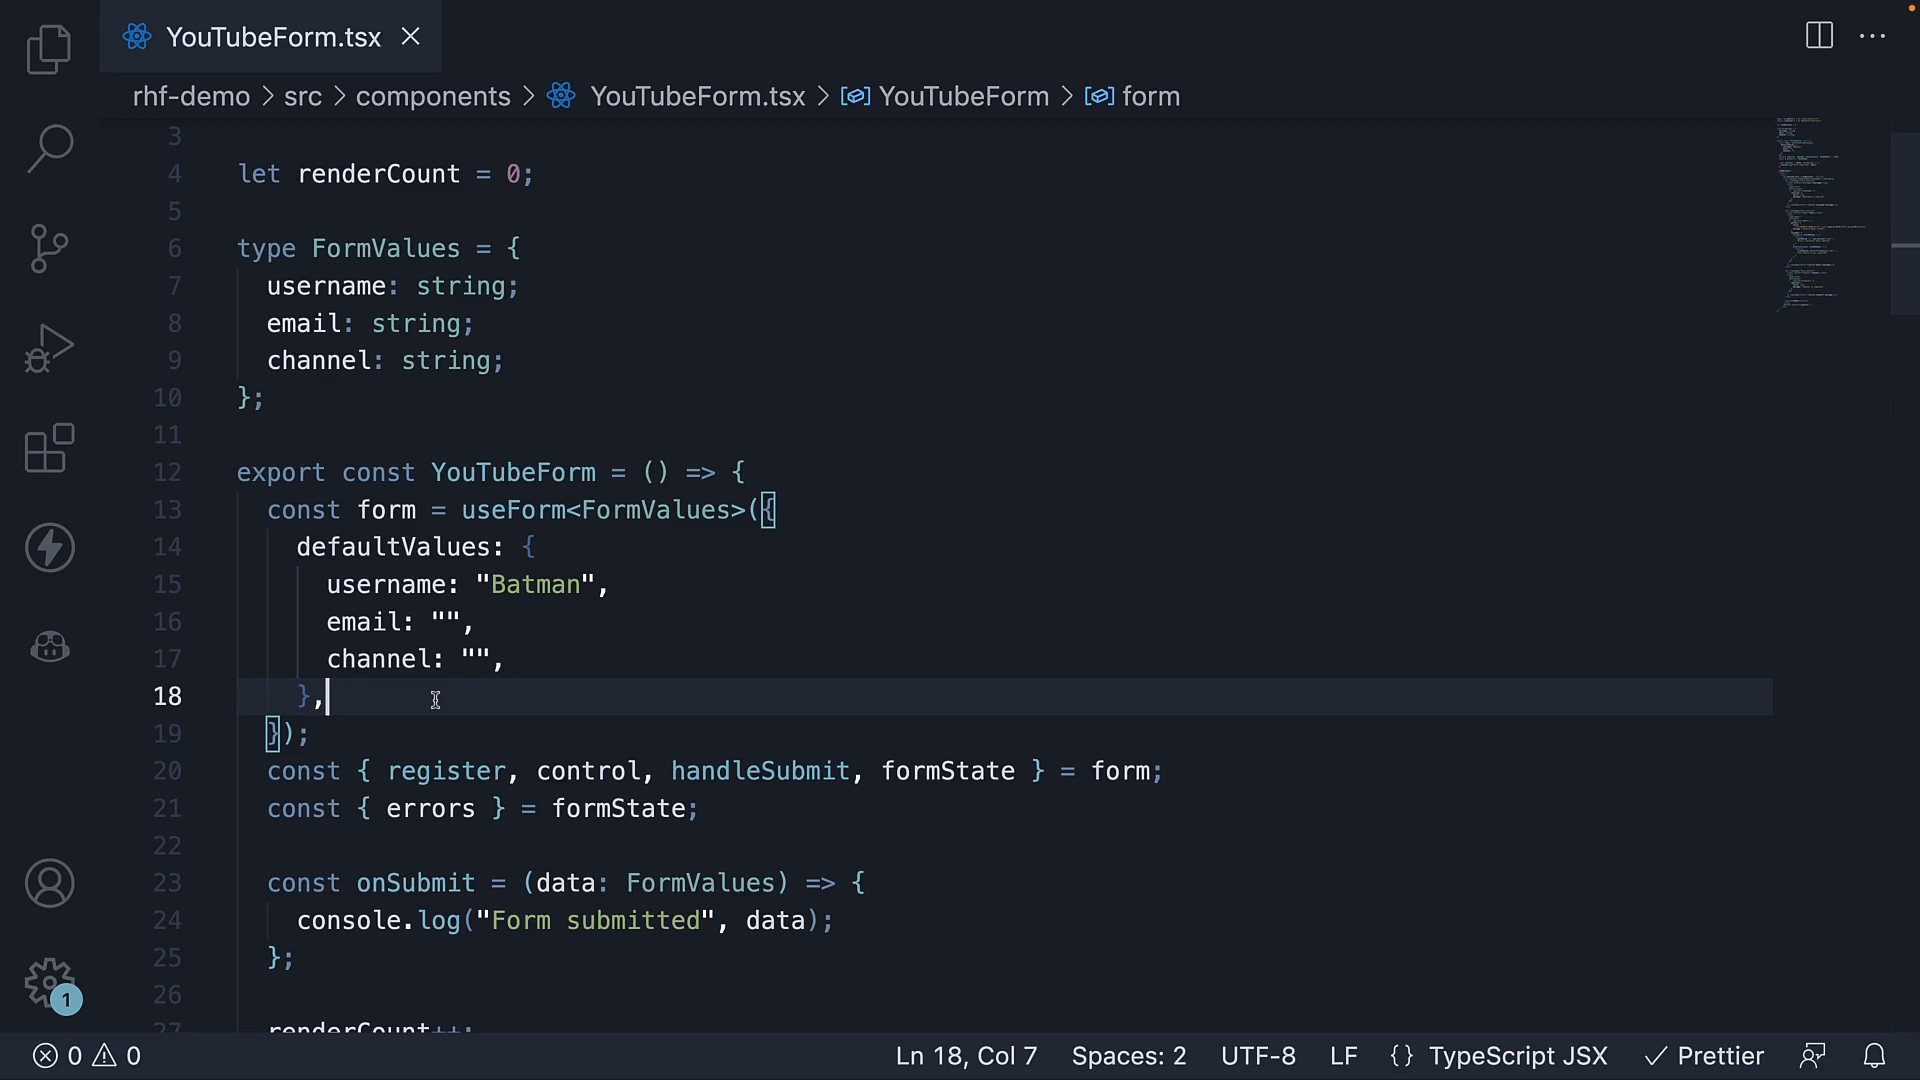 YouTubeForm.tsx
rhf-demo > src > components > YouTubeForm.tsx > YouTubeForm > form
3
4 let renderCount = 0;
5
6 type FormValues = {
7 username: string;
8 email: string;
9 channel: string;
10 };
11
12 export const YouTubeForm = () => {
13 const form = useForm<FormValues>({
14 defaultValues: {
15 username: "Batman",
16 email: "",
17 channel: "",
18 },
19 });
20 const { register, control, handleSubmit, formState } = form;
21 const { errors } = formState;
22
23 const onSubmit = (data: FormValues) => {
24 console.log("Form submitted", data);
25 };
26
27 renderCount++;
1
0 0 Ln 18, Col 7 Spaces: 2 UTF-8 LF {} TypeScript JSX Prettier